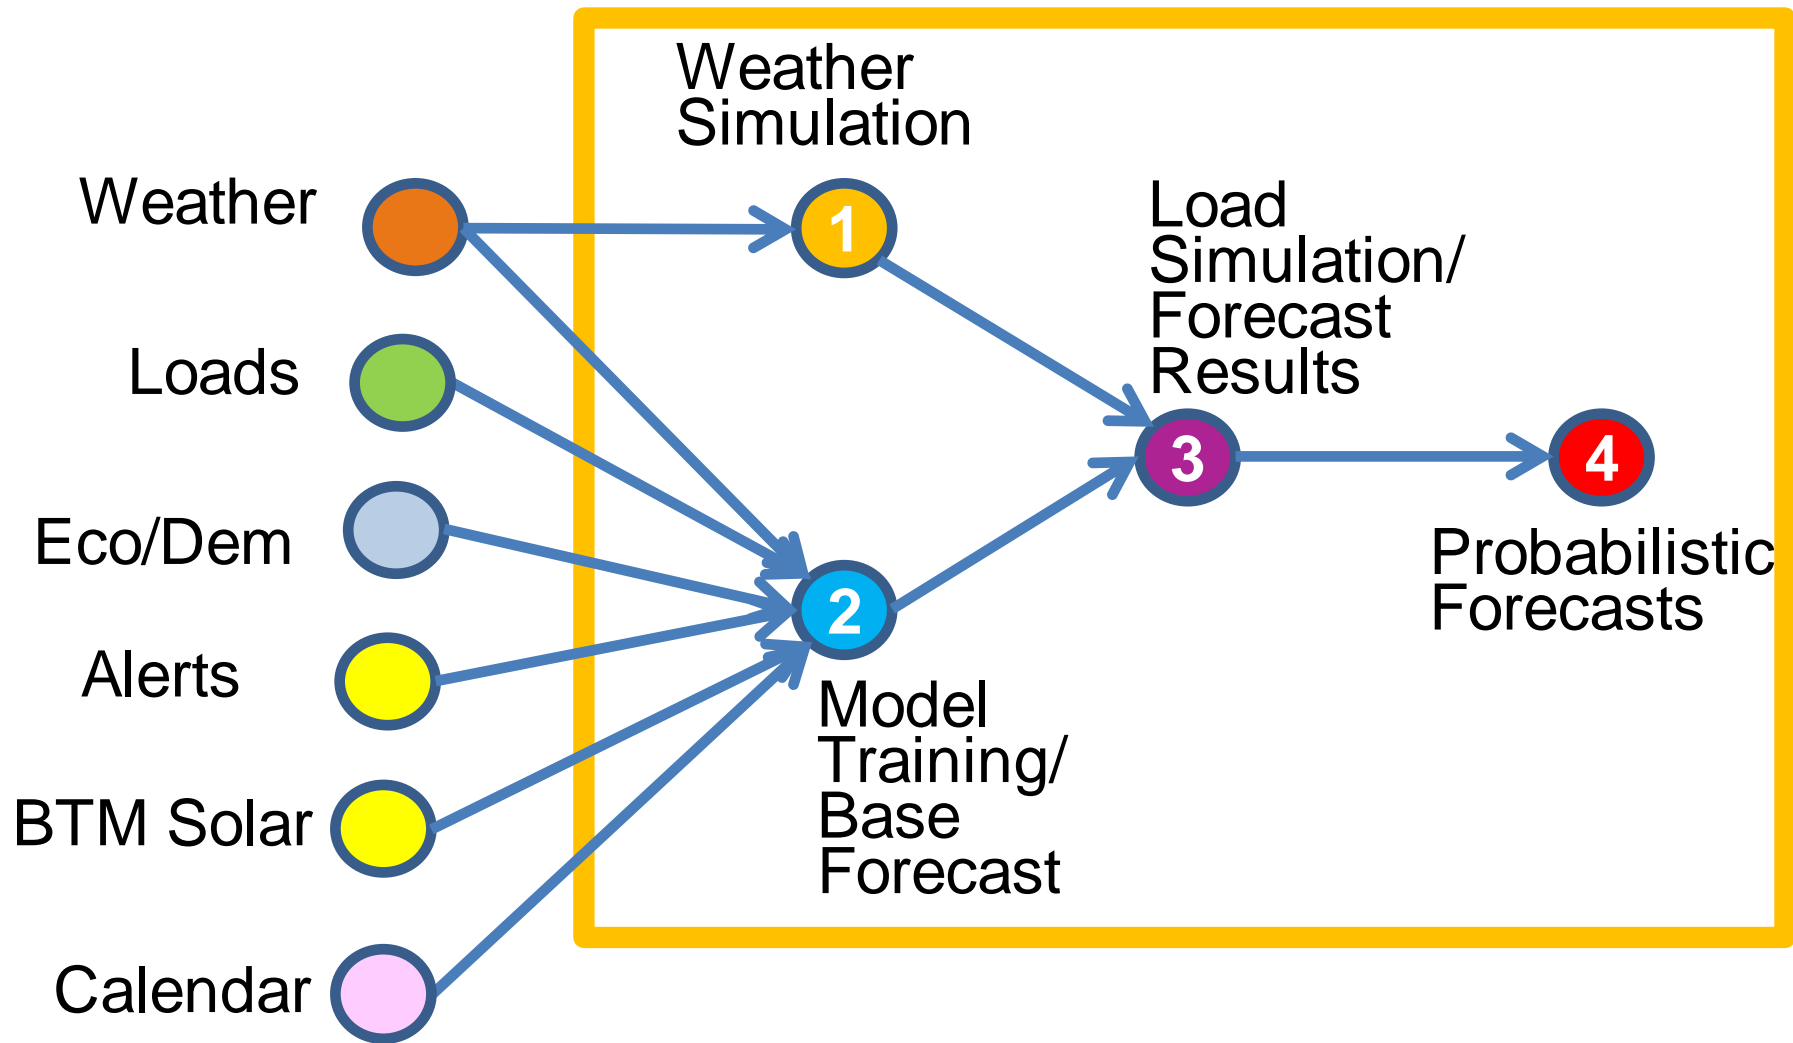 Weather
Simulation
Weather
1
Load
Simulation/
Forecast
Results
Loads
3
4
Eco/Dem
Probabilistic
Forecasts
2
Alerts
Model
Training/
Base
Forecast
BTM Solar
Calendar